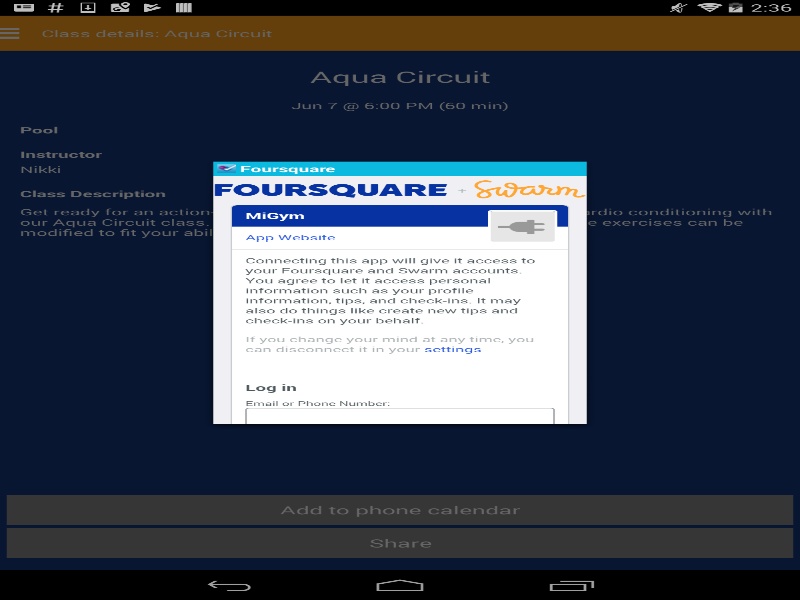 2:36
Class details: Aqua Circuit
Aqua Circuit
Jun 7 @ 6:00 PM (60 min)
Pool
Instructor
Nikki
Class Description
Get ready for an action- ardio conditioning with
our Aqua Circuit class. e exercises can be
modified to fit your abil
Foursquare
FOURSQUARE + Swarm
MiGym
App Website
Connecting this app will give it access to
your Foursquare and Swarm accounts.
You agree to let it access personal
information such as your profile
information, tips, and check-ins. It may
also do things like create new tips and
check-ins on your behalf.
If you change your mind at any time, you
can disconnect it in your settings
Log in
Email or Phone Number:
Add to phone calendar
Share